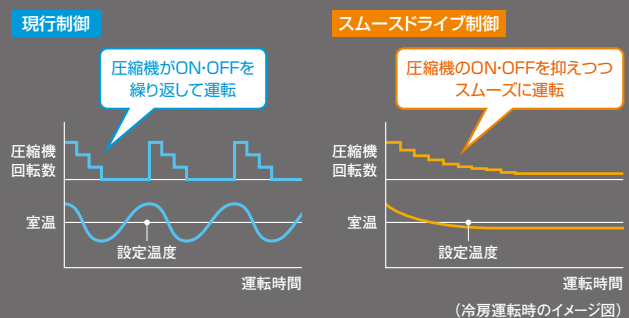 現行制御
圧縮機がON･OFFを
繰り返して運転
圧縮機
回転数
室温
設定温度
運転時間
スムースドライブ制御
圧縮機のON･OFFを抑えつつ
スムーズに運転
圧縮機
回転数
室温
設定温度
運転時間
（冷房運転時のイメージ図）